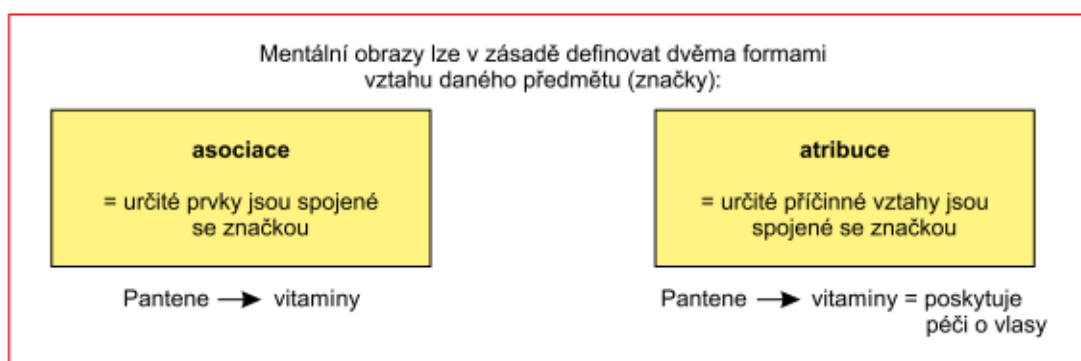 Mentální obrazy lze v zásadě definovat dvěma formami
vztahu daného předmětu (značky):
asociace
= určité prvky jsou spojené
se značkou
Pantene → vitaminy
atribuce
= určité příčinné vztahy jsou
spojené se značkou
Pantene → vitaminy = poskytuje
péči o vlasy